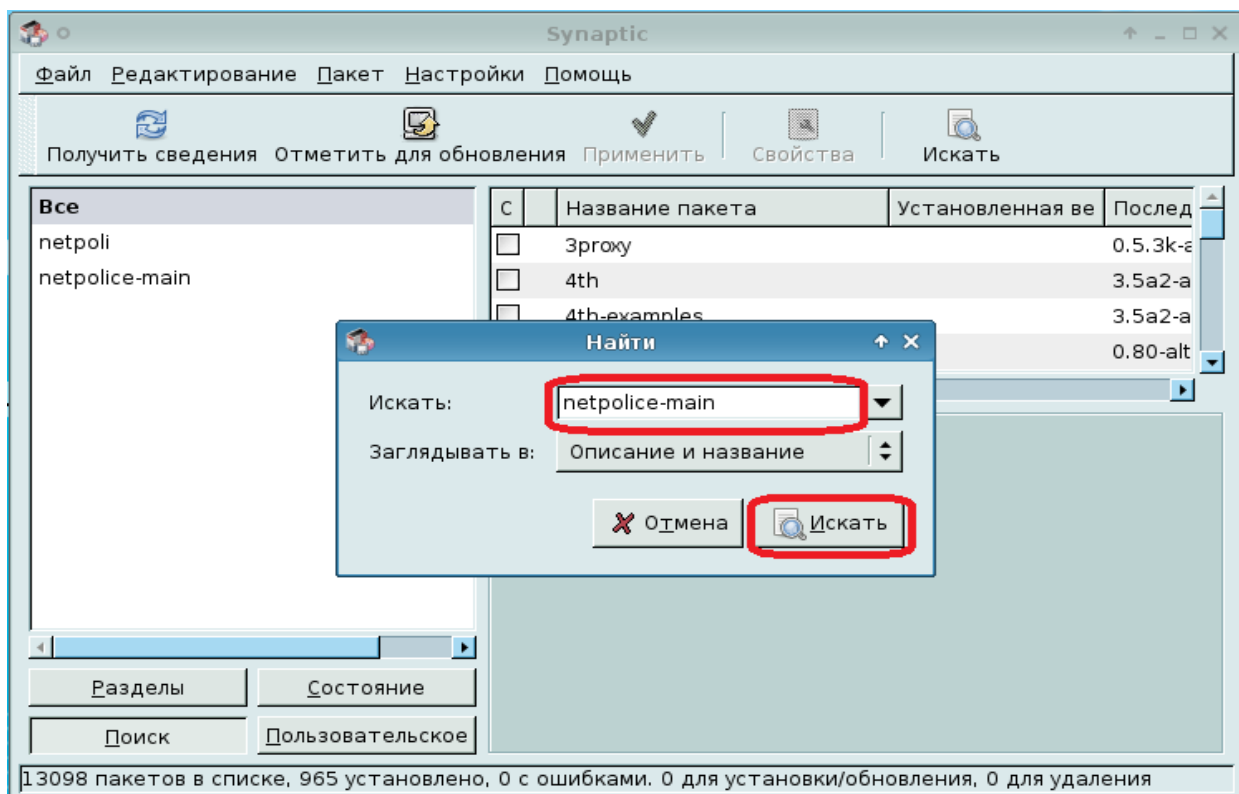 Synaptic
Файл Редактирование Пакет Настройки Помощь
Получить сведения Отметить для обновления Применить Свойства Искать
Все
netpoli
netpolice-main
С Название пакета Установленная ве Послед
3proxy 0.5.3k-a
4th 3.5a2-a
4th-examples 3.5a2-a
0.80-alt
Найти
Искать: netpolice-main
Заглядывать в: Описание и название
Отмена Искать
Разделы Состояние
Поиск Пользовательское
13098 пакетов в списке, 965 установлено, 0 с ошибками. 0 для установки/обновления, 0 для удаления